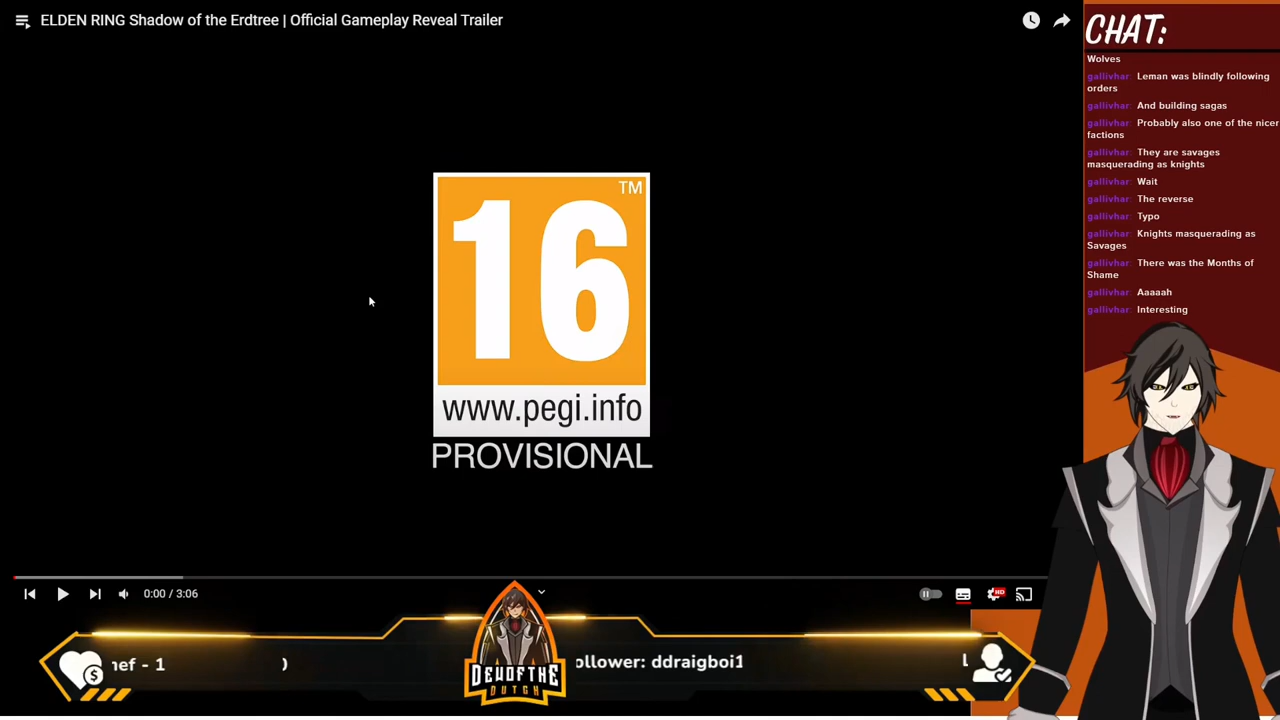 ELDEN RING Shadow of the Erdtree | Official Gameplay Reveal Trailer
16
TM
www.pegi.info
PROVISIONAL
0:00 / 3:06
HD
CHAT:
Wolves
gallivhar: Leman was blindly following
orders
gallivhar: And building sagas
gallivhar: Probably also one of the nicer
factions
gallivhar: They are savages
masquerading as knights
gallivhar: Wait
gallivhar: The reverse
gallivhar: Typo
gallivhar: Knights masquerading as
Savages
gallivhar: There was the Months of
Shame
gallivhar: Aaaaah
gallivhar: Interesting
- 1
)
DEWOFTHE
DUTCH
ollower: ddraigboi1